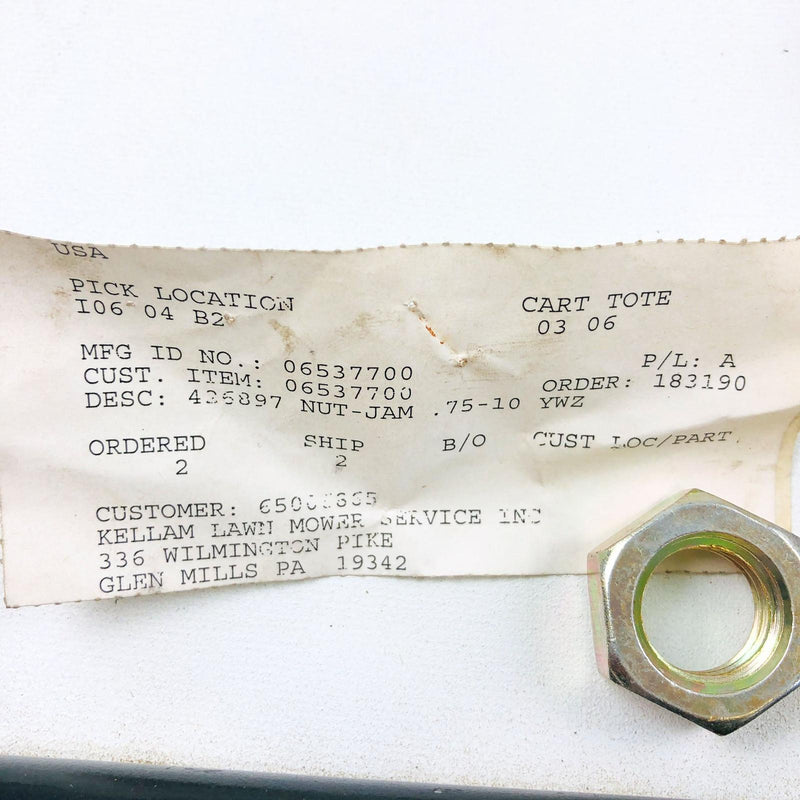 USA
PICK LOCATION CART TOTE
I06 04 B2 03 06
MFG ID NO.: 06537700 P/L: A
CUST. ITEM: 06537700 ORDER: 183190
DESC: 436897 NUT-JAM .75-10 YWZ
ORDERED SHIP B/O CUST LOC/PART.
2 2
CUSTOMER:
KELLAM LAWN MOWER SERVICE INC
336 WILMINGTON PIKE
GLEN MILLS PA 19342